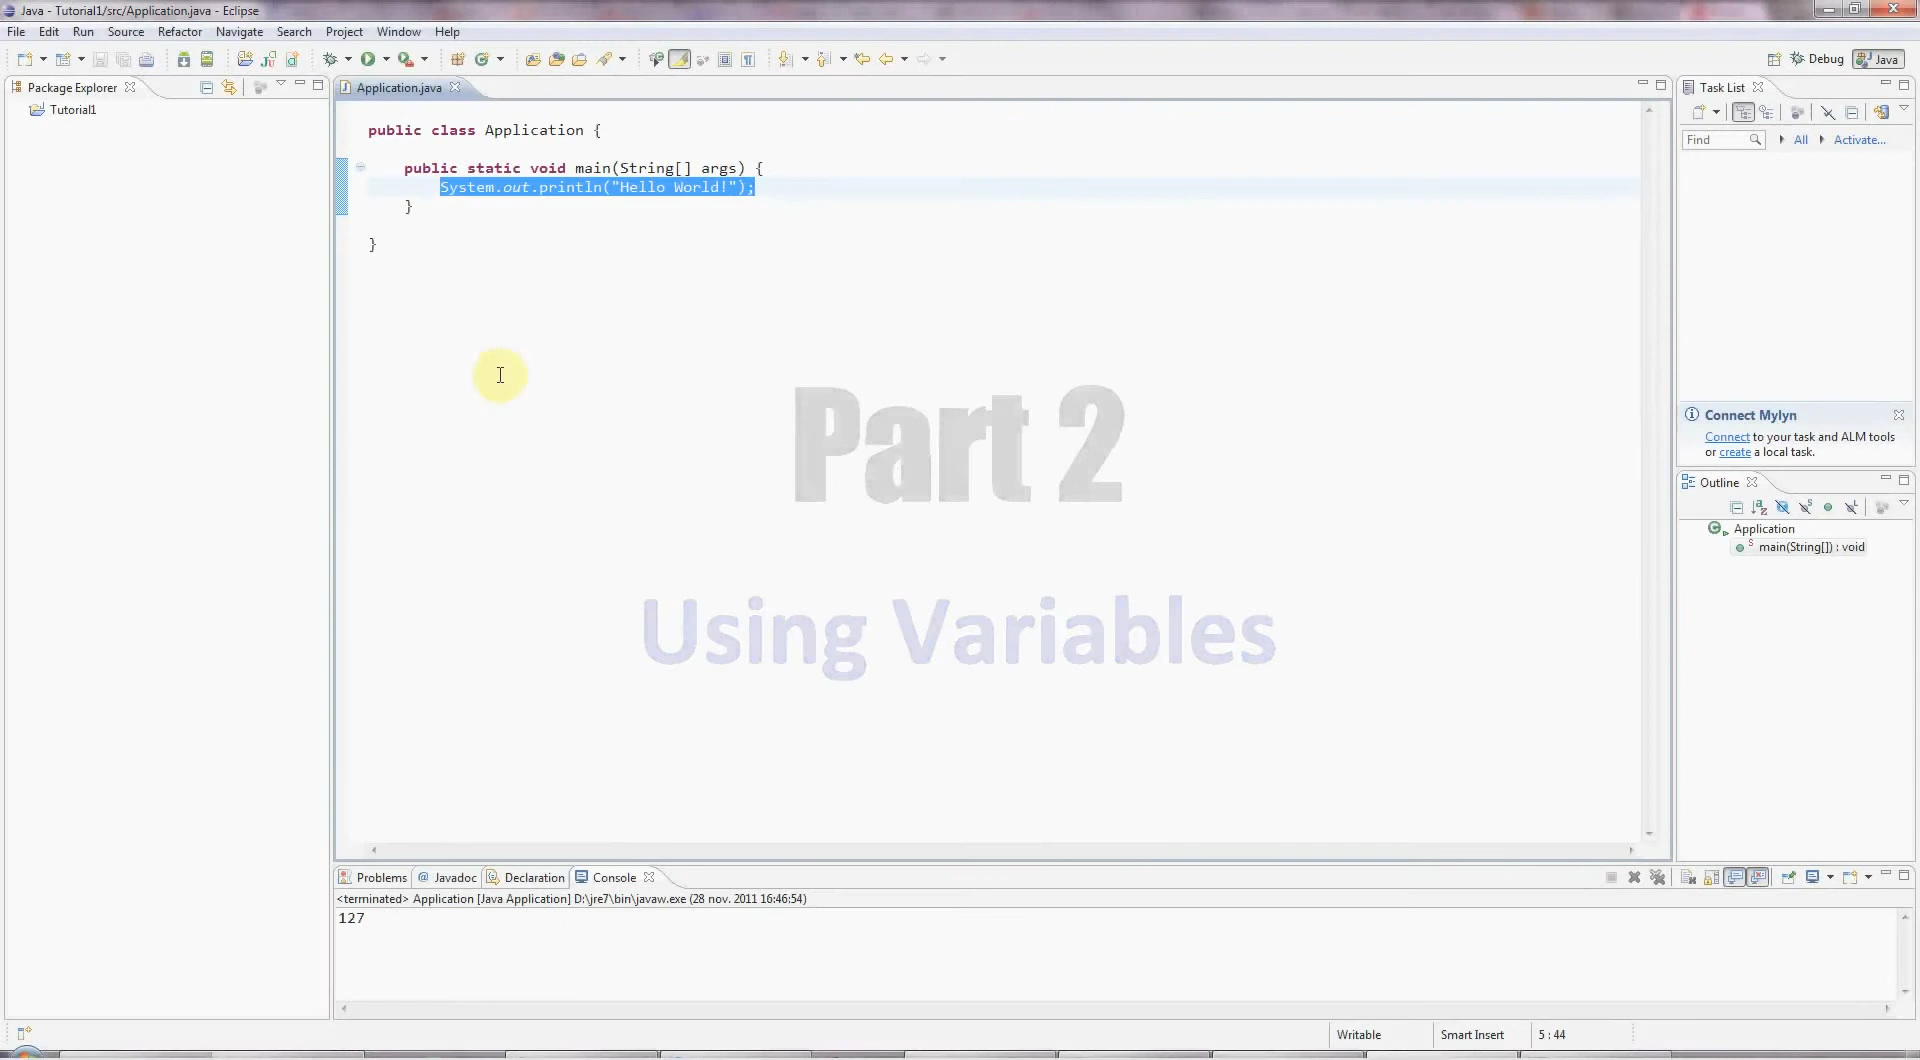 Java - Tutorial1/src/Application.java - Eclipse
File Edit Run Source Refactor Navigate Search Project Window Help
Debug Java
Package Explorer
Application.java
Task List
Tutorial1
Find All Activate...
public class Application {
public static void main(String[] args) {
System.out.println("Hello World!");
}
}
Part 2
Using Variables
Connect Mylyn
Connect to your task and ALM tools
or create a local task.
Outline
Application
main(String[]) : void
Problems Javadoc Declaration Console
<terminated> Application [Java Application] D:\jre7\bin\javaw.exe (28 nov. 2011 16:46:54)
127
Writable Smart Insert 5 : 44